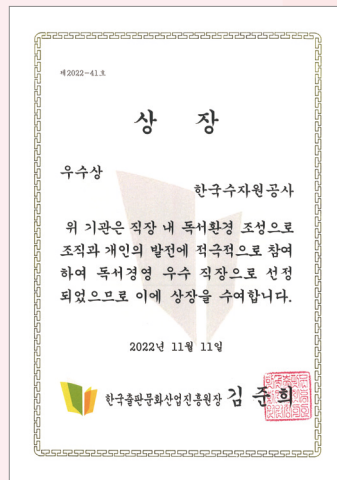 제2022-41호
상 장
우수상
한국수자원공사
위 기관은 직장 내 독서환경 조성으로
조직과 개인의 발전에 적극적으로 참여
하여 독서경영 우수 직장으로 선정
되었으므로 이에 상장을 수여합니다.
2022년 11월 11일
한국출판문화산업진흥원장 김준희